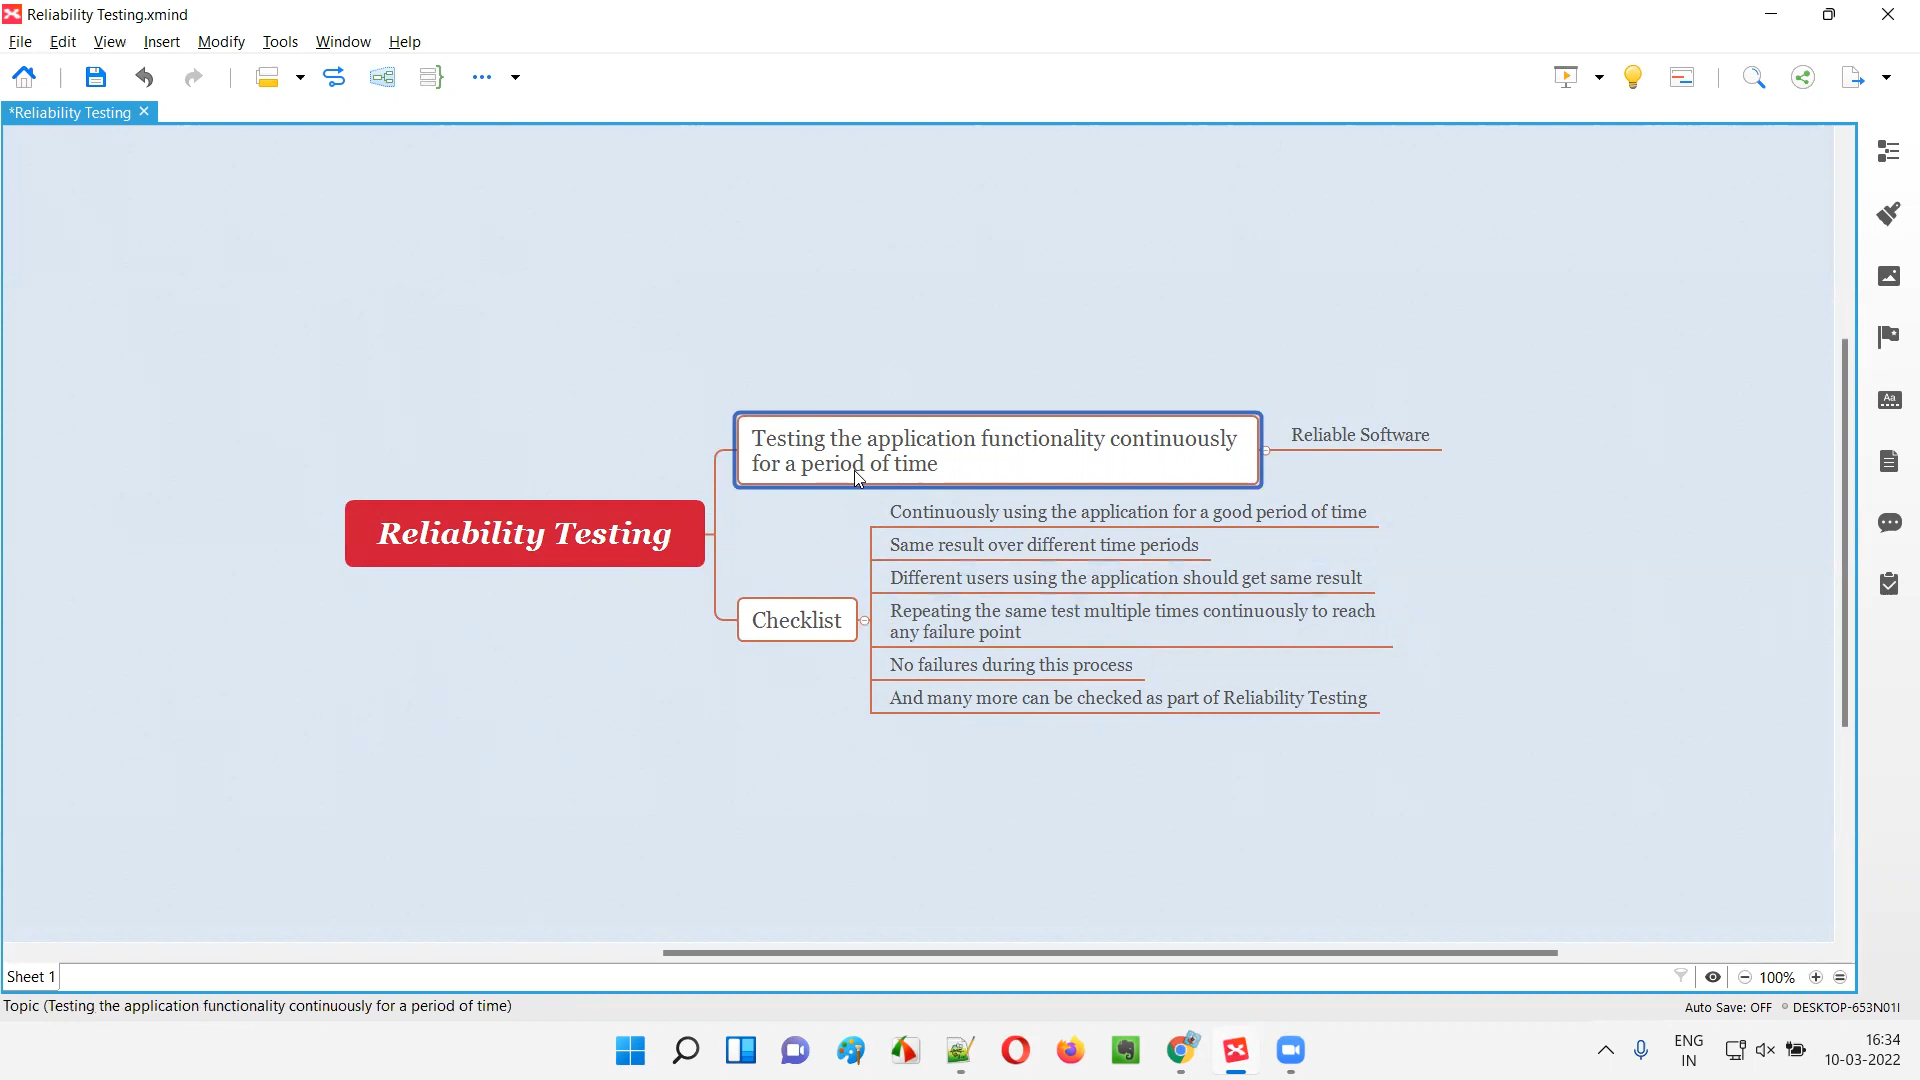 Reliability Testing.xmind
File Edit View Insert Modify Tools Window Help
*Reliability Testing
Testing the application functionality continuously
for a period of time
Reliable Software
Reliability Testing
Continuously using the application for a good period of time
Same result over different time periods
Different users using the application should get same result
Checklist
Repeating the same test multiple times continuously to reach
any failure point
No failures during this process
And many more can be checked as part of Reliability Testing
Aa
Sheet 1
100%
Topic (Testing the application functionality continuously for a period of time)
Auto Save: OFF DESKTOP-653N01I
ENG
IN
16:34
10-03-2022